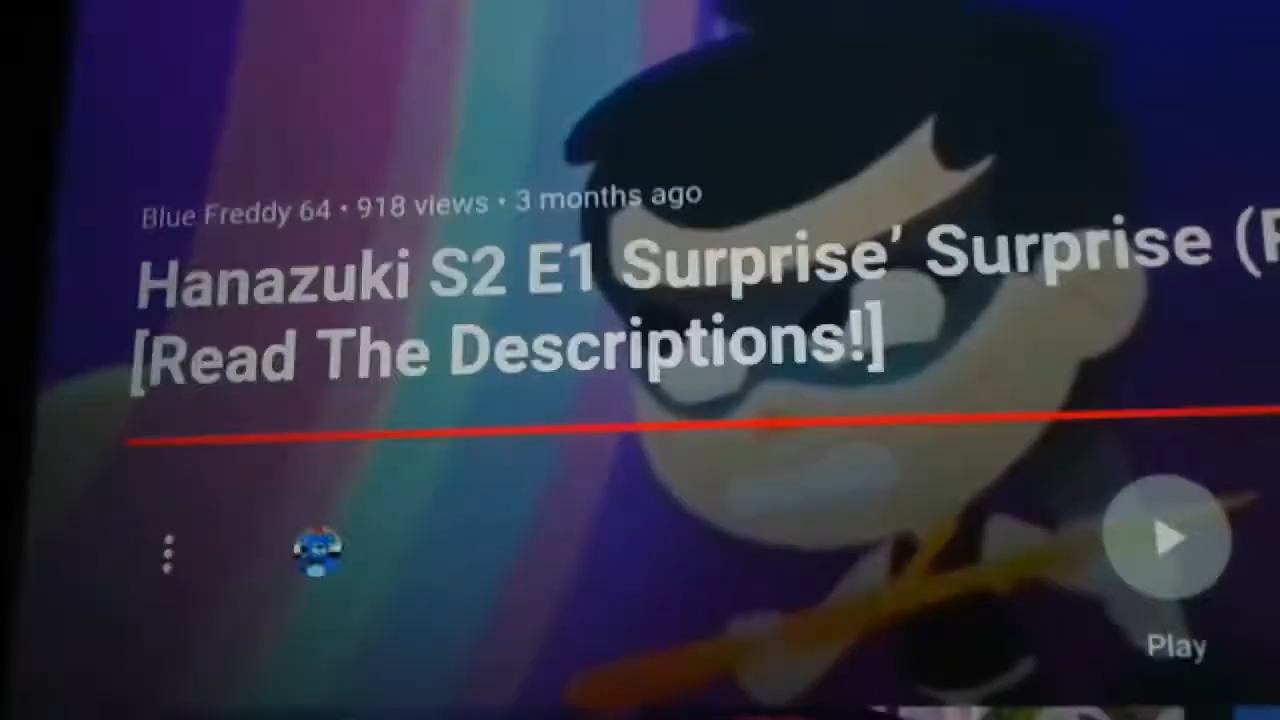 Blue Freddy 64 • 918 views • 3 months ago
Hanazuki S2 E1 Surprise’ Surprise (
[Read The Descriptions!]
Play